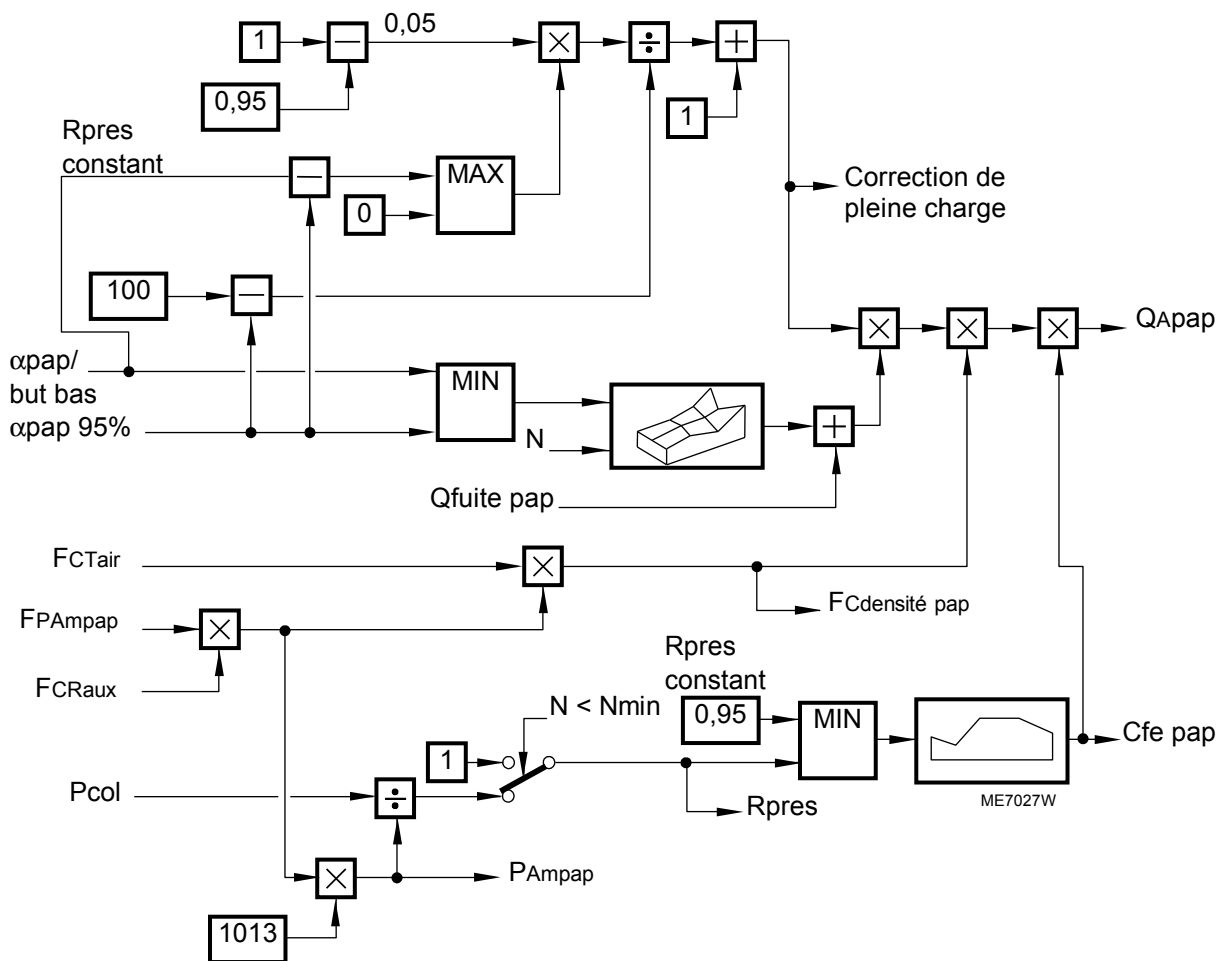 1
−
0,05
×
÷
+
0,95
1
Rpres
constant
−
MAX
0
Correction de
pleine charge
100
−
×
×
×
QApap
αpap/
but bas
αpap 95%
MIN
N
+
Qfuite pap
FCTair
×
FCdensité pap
FPAmpap
×
FCRaux
Rpres
constant
N < Nmin
0,95
MIN
Cfe pap
1
Pcol
÷
Rpres
ME7027W
×
PAmpap
1013